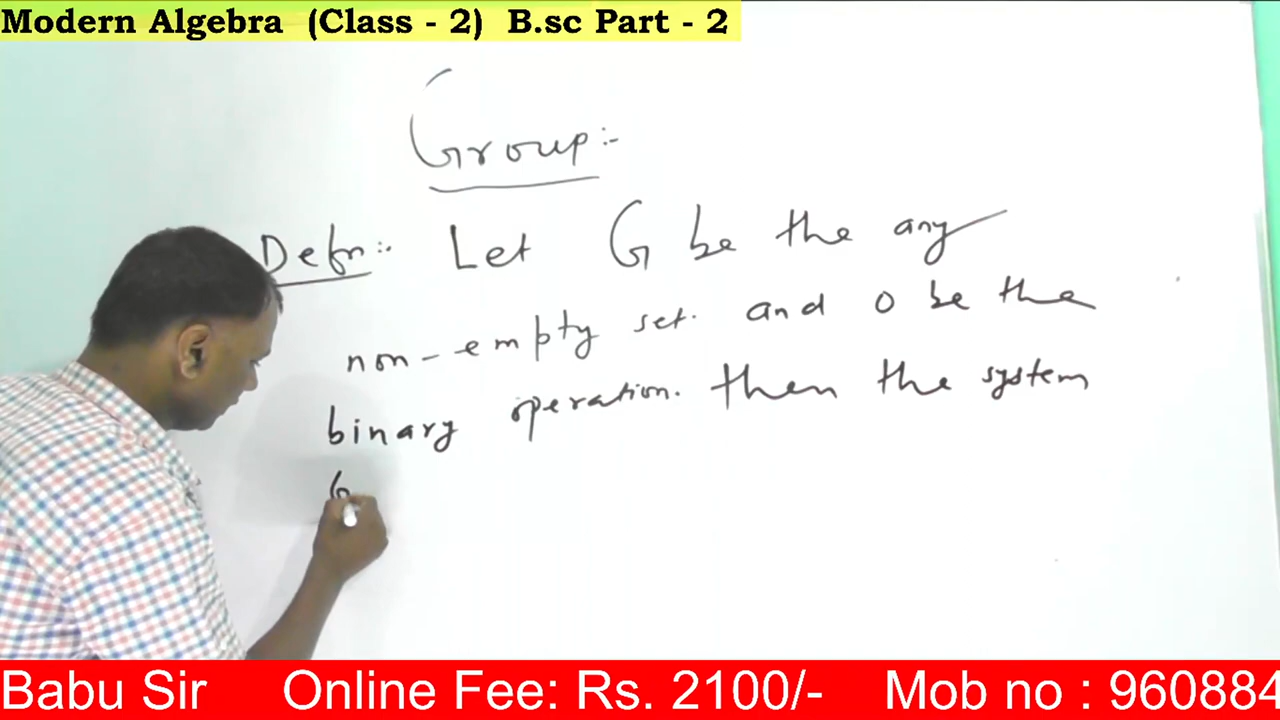 Modern Algebra (Class - 2) B.sc Part - 2
Group:-
Defn:- Let G be the any
non-empty set. and o be the
binary operation. then the system
G
Babu Sir Online Fee: Rs. 2100/- Mob no : 960884